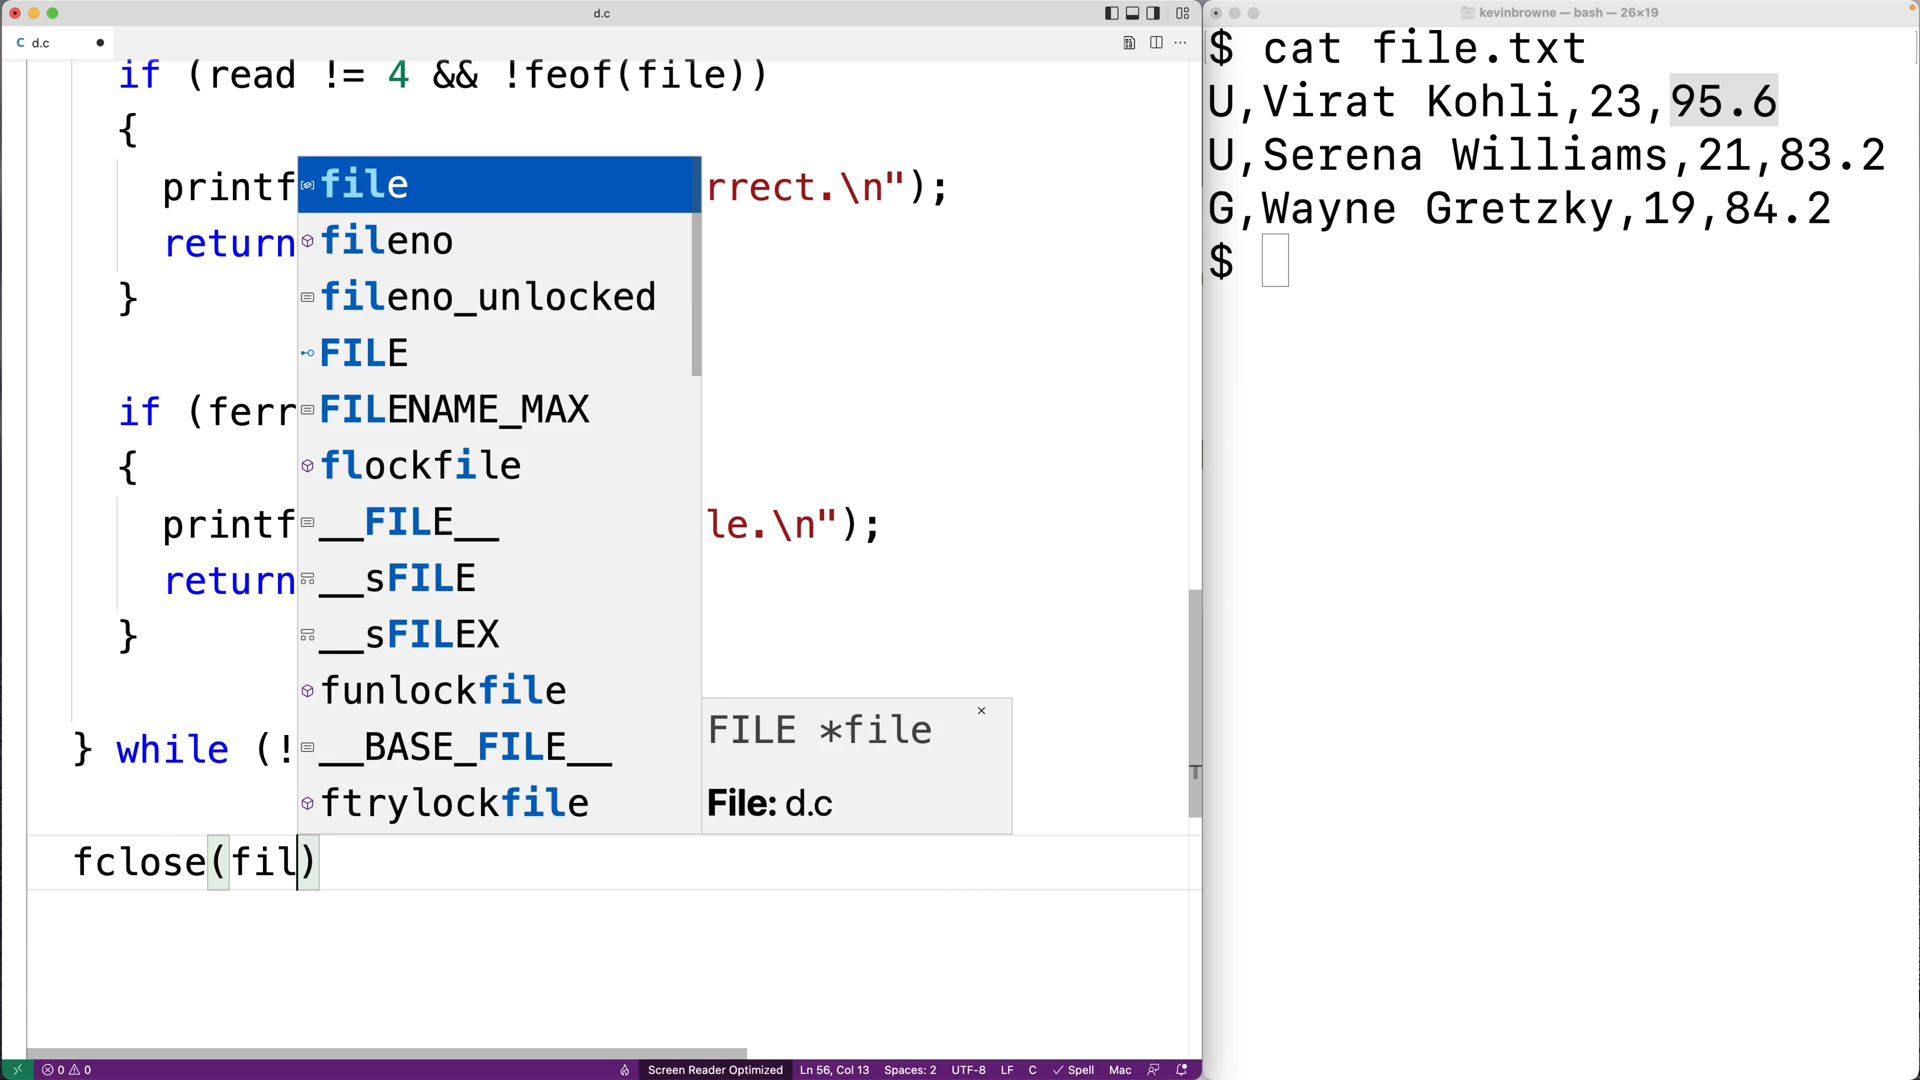 d.c
C d.c
if (read != 4 && !feof(file))
{
printf
rrect.\n");
return
}
if (ferr
{
printf
le.\n");
return
}
} while (!
fclose(fil)
file
fileno
fileno_unlocked
FILE
FILENAME_MAX
flockfile
__FILE__
__sFILE
__sFILEX
funlockfile
__BASE_FILE__
ftrylockfile
FILE *file
File: d.c
0 0
Screen Reader Optimized
Ln 56, Col 13
Spaces: 2
UTF-8
LF
C
Spell
Mac
kevinbrowne — bash — 26×19
$ cat file.txt
U,Virat Kohli,23,95.6
U,Serena Williams,21,83.2
G,Wayne Gretzky,19,84.2
$